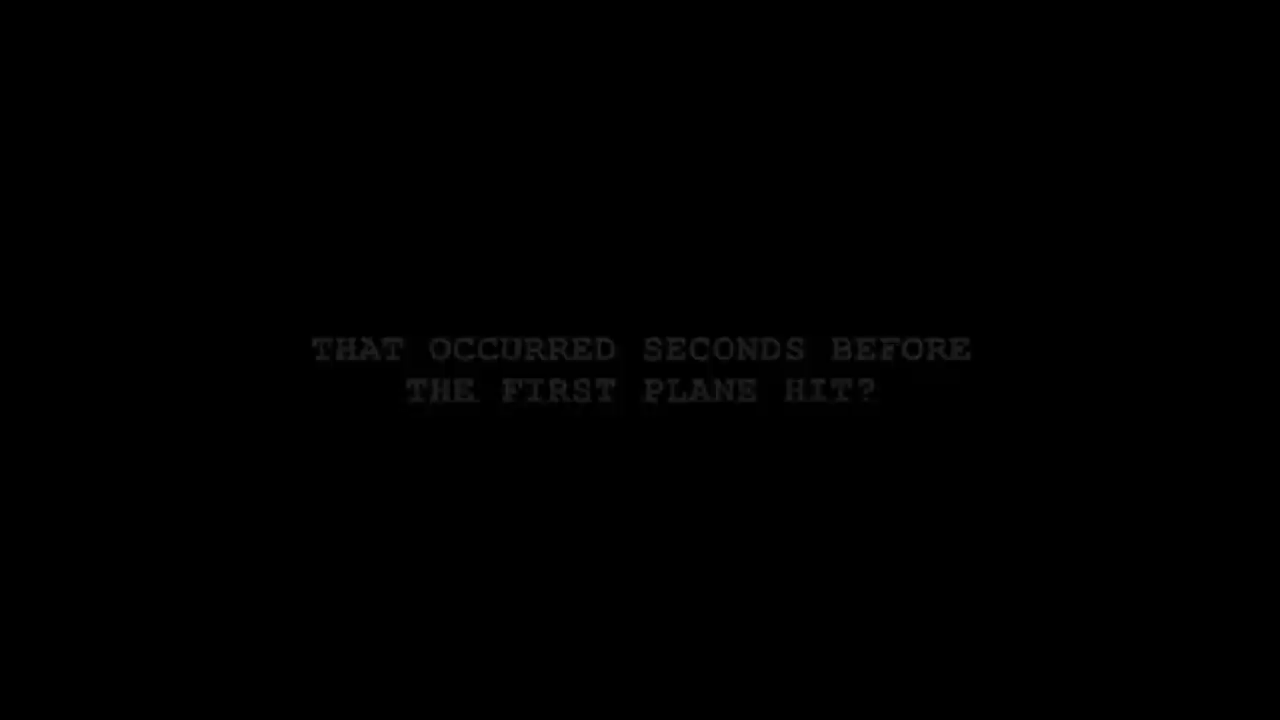 THAT OCCURRED SECONDS BEFORE
THE FIRST PLANE HIT?